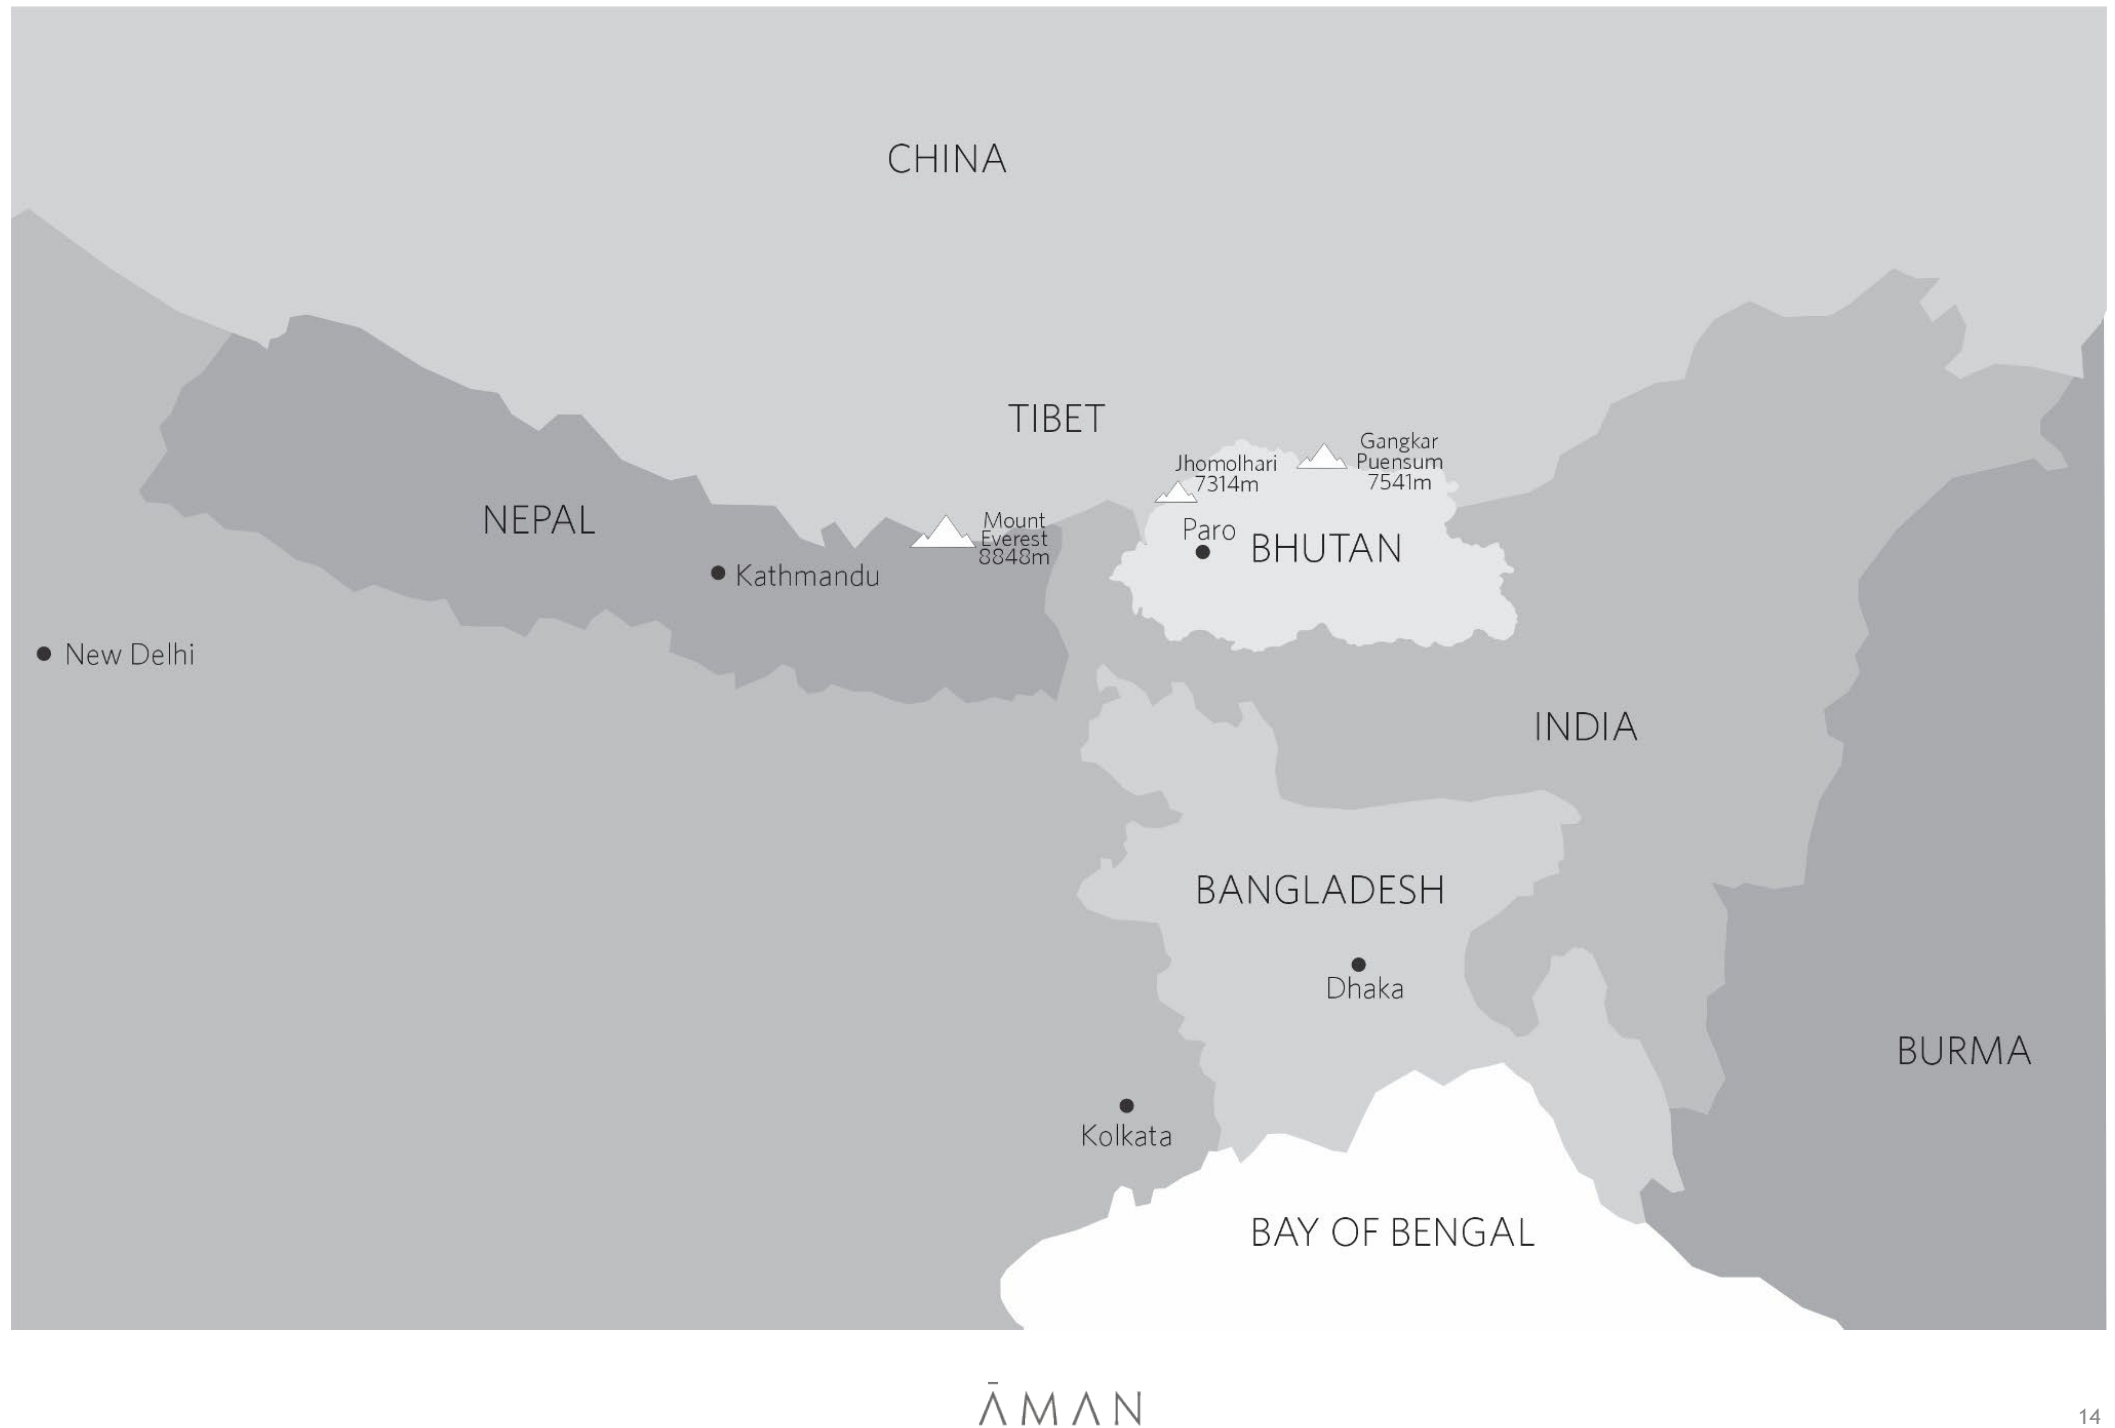 CHINA
TIBET
Gangkar
Puensum
7541m
Jhomolhari
7314m
NEPAL
Mount
Everest
8848m
Paro
BHUTAN
Kathmandu
New Delhi
INDIA
BANGLADESH
Dhaka
BURMA
Kolkata
BAY OF BENGAL
ĀMAN
14